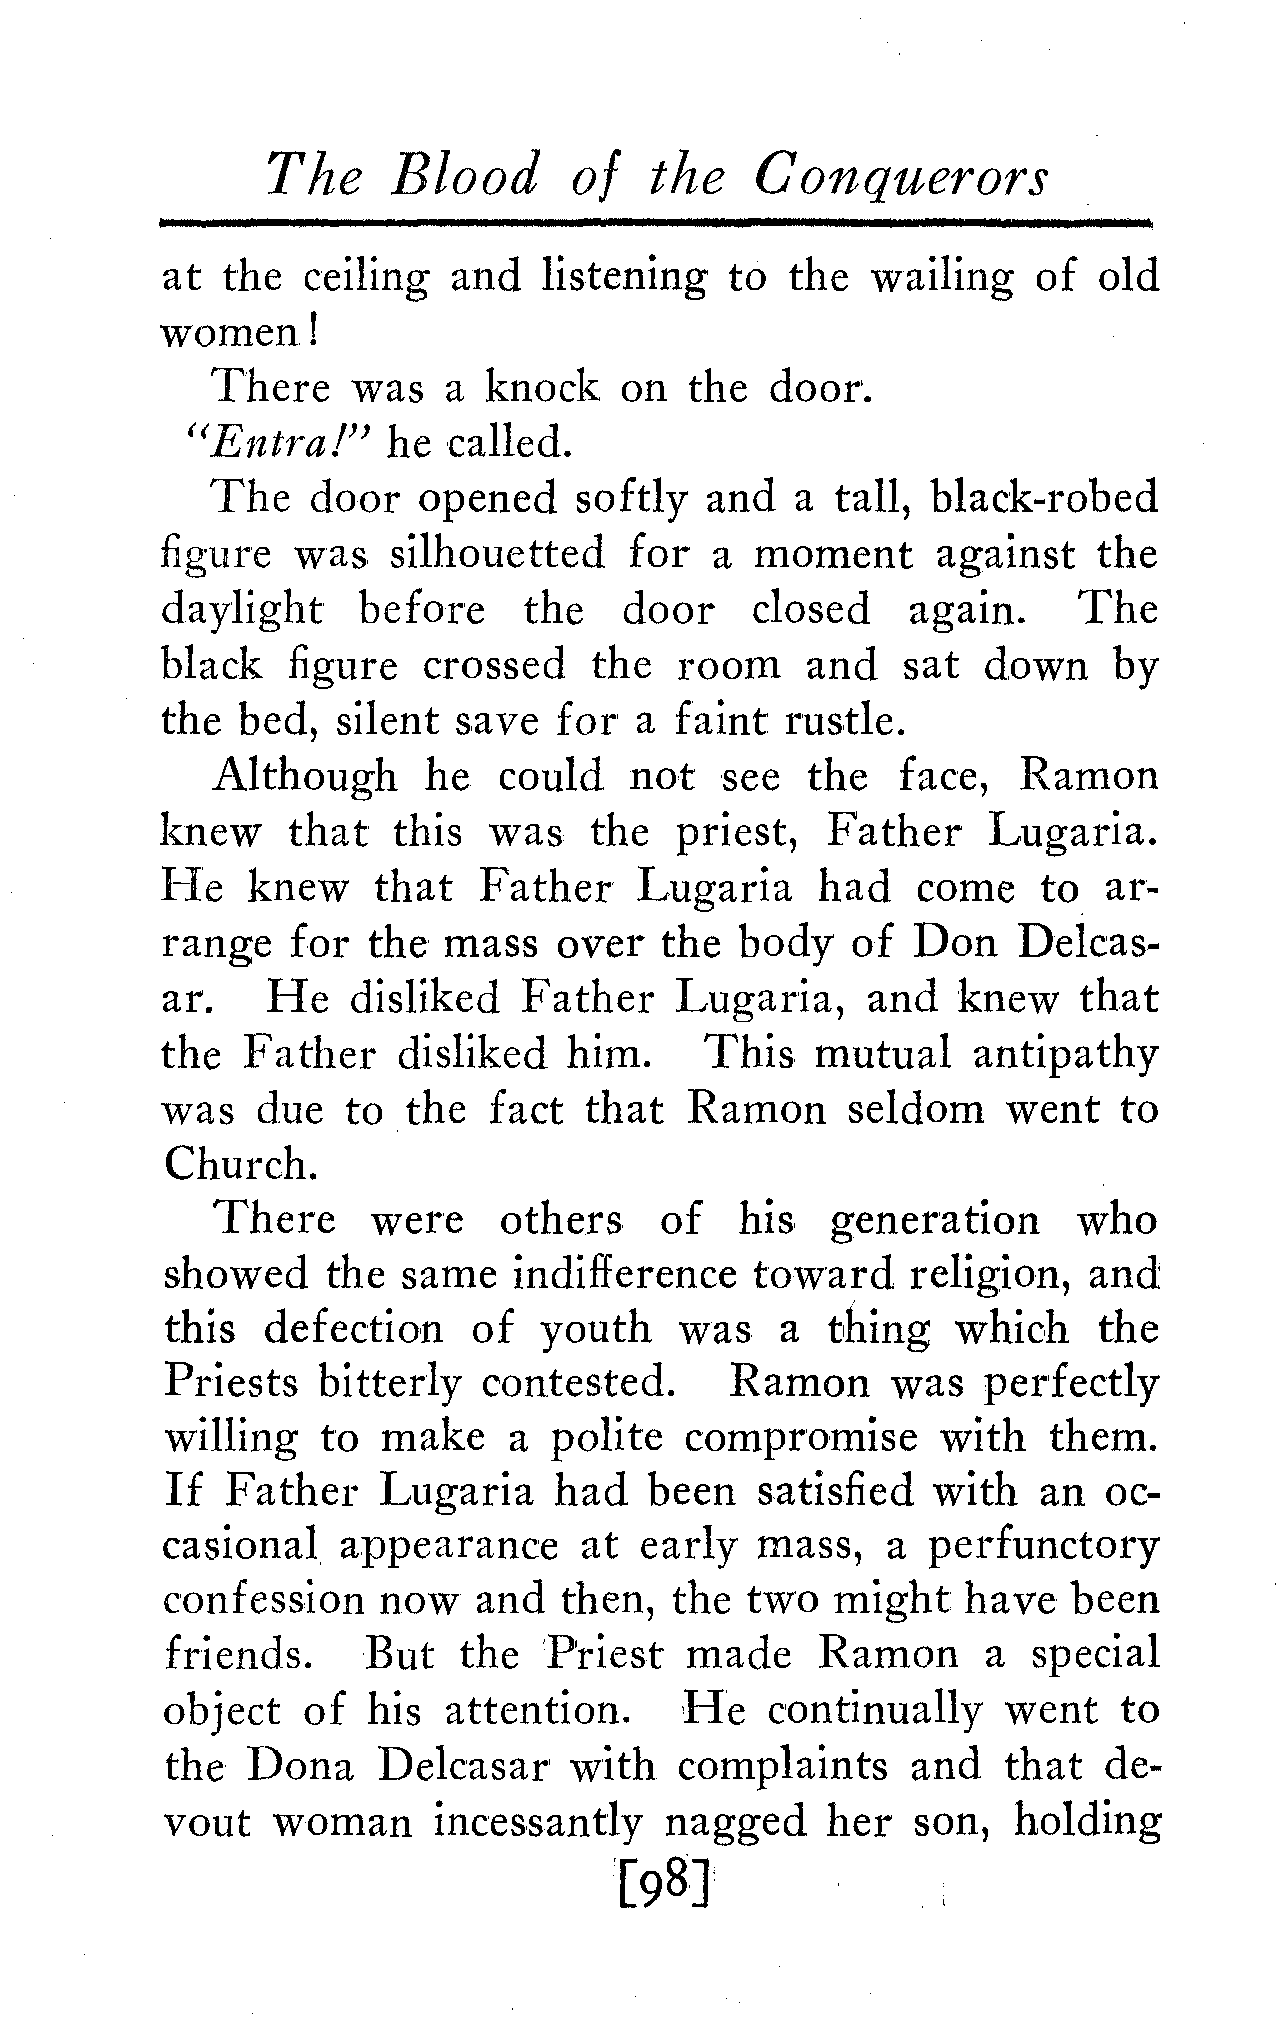 The Blood of the Conquerors
at the ceiling and listening to the wailing of old
women!
There was a knock on the door.
"Entra!" he called.
The door opened softly and a tall, black-robed
figure was silhouetted for a moment against the
daylight before the door closed again. The
black figure crossed the room and sat down by
the bed, silent save for a faint rustle.
Although he could not see the face, Ramon
knew that this was the priest, Father Lugaria.
He knew that Father Lugaria had come to ar-
range for the mass over the body of Don Delcas-
ar. He disliked Father Lugaria, and knew that
the Father disliked him. This mutual antipathy
was due to the fact that Ramon seldom went to
Church.
There were others of his generation who
showed the same indifference toward religion, and
this defection of youth was a thing which the
Priests bitterly contested. Ramon was perfectly
willing to make a polite compromise with them.
If Father Lugaria had been satisfied with an oc-
casional appearance at early mass, a perfunctory
confession now and then, the two might have been
friends. But the Priest made Ramon a special
object of his attention. He continually went to
the Dona Delcasar with complaints and that de-
vout woman incessantly nagged her son, holding
[98]